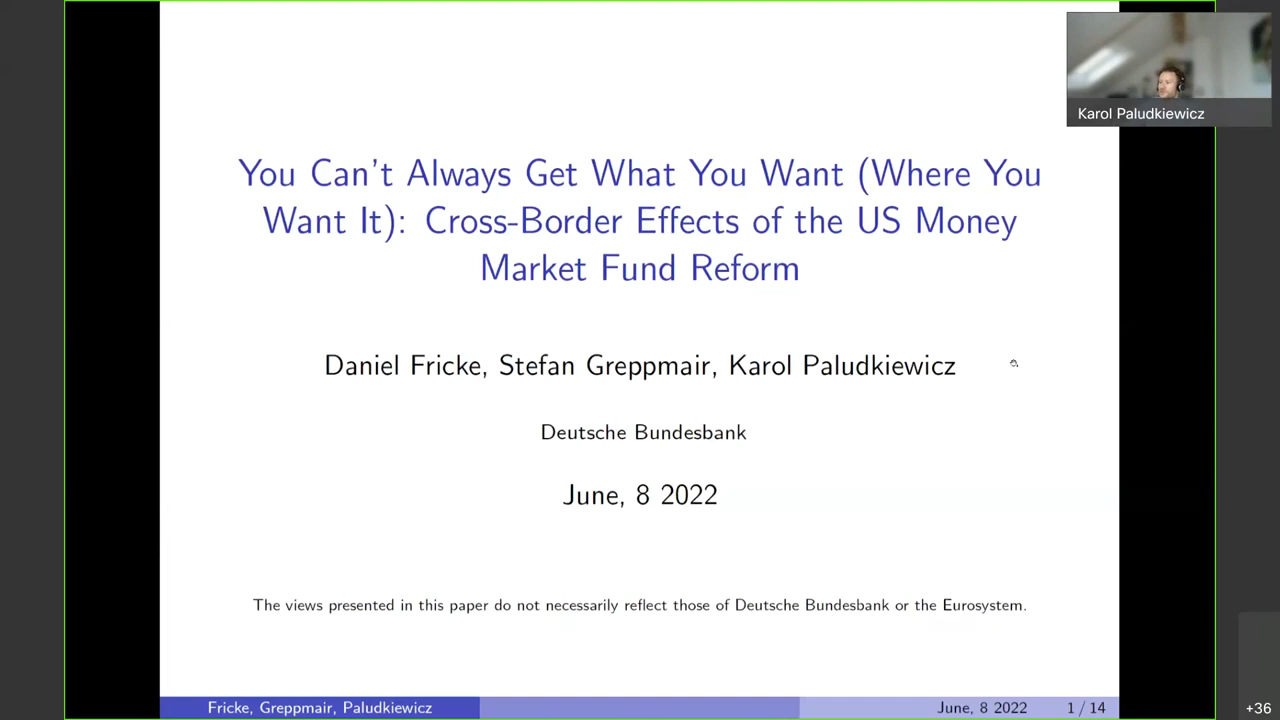 Karol Paludkiewicz
You Can't Always Get What You Want (Where You
Want It): Cross-Border Effects of the US Money
Market Fund Reform
Daniel Fricke, Stefan Greppmair, Karol Paludkiewicz
Deutsche Bundesbank
June, 8 2022
The views presented in this paper do not necessarily reflect those of Deutsche Bundesbank or the Eurosystem.
Fricke, Greppmair, Paludkiewicz
June, 8 2022
1 / 14
+36